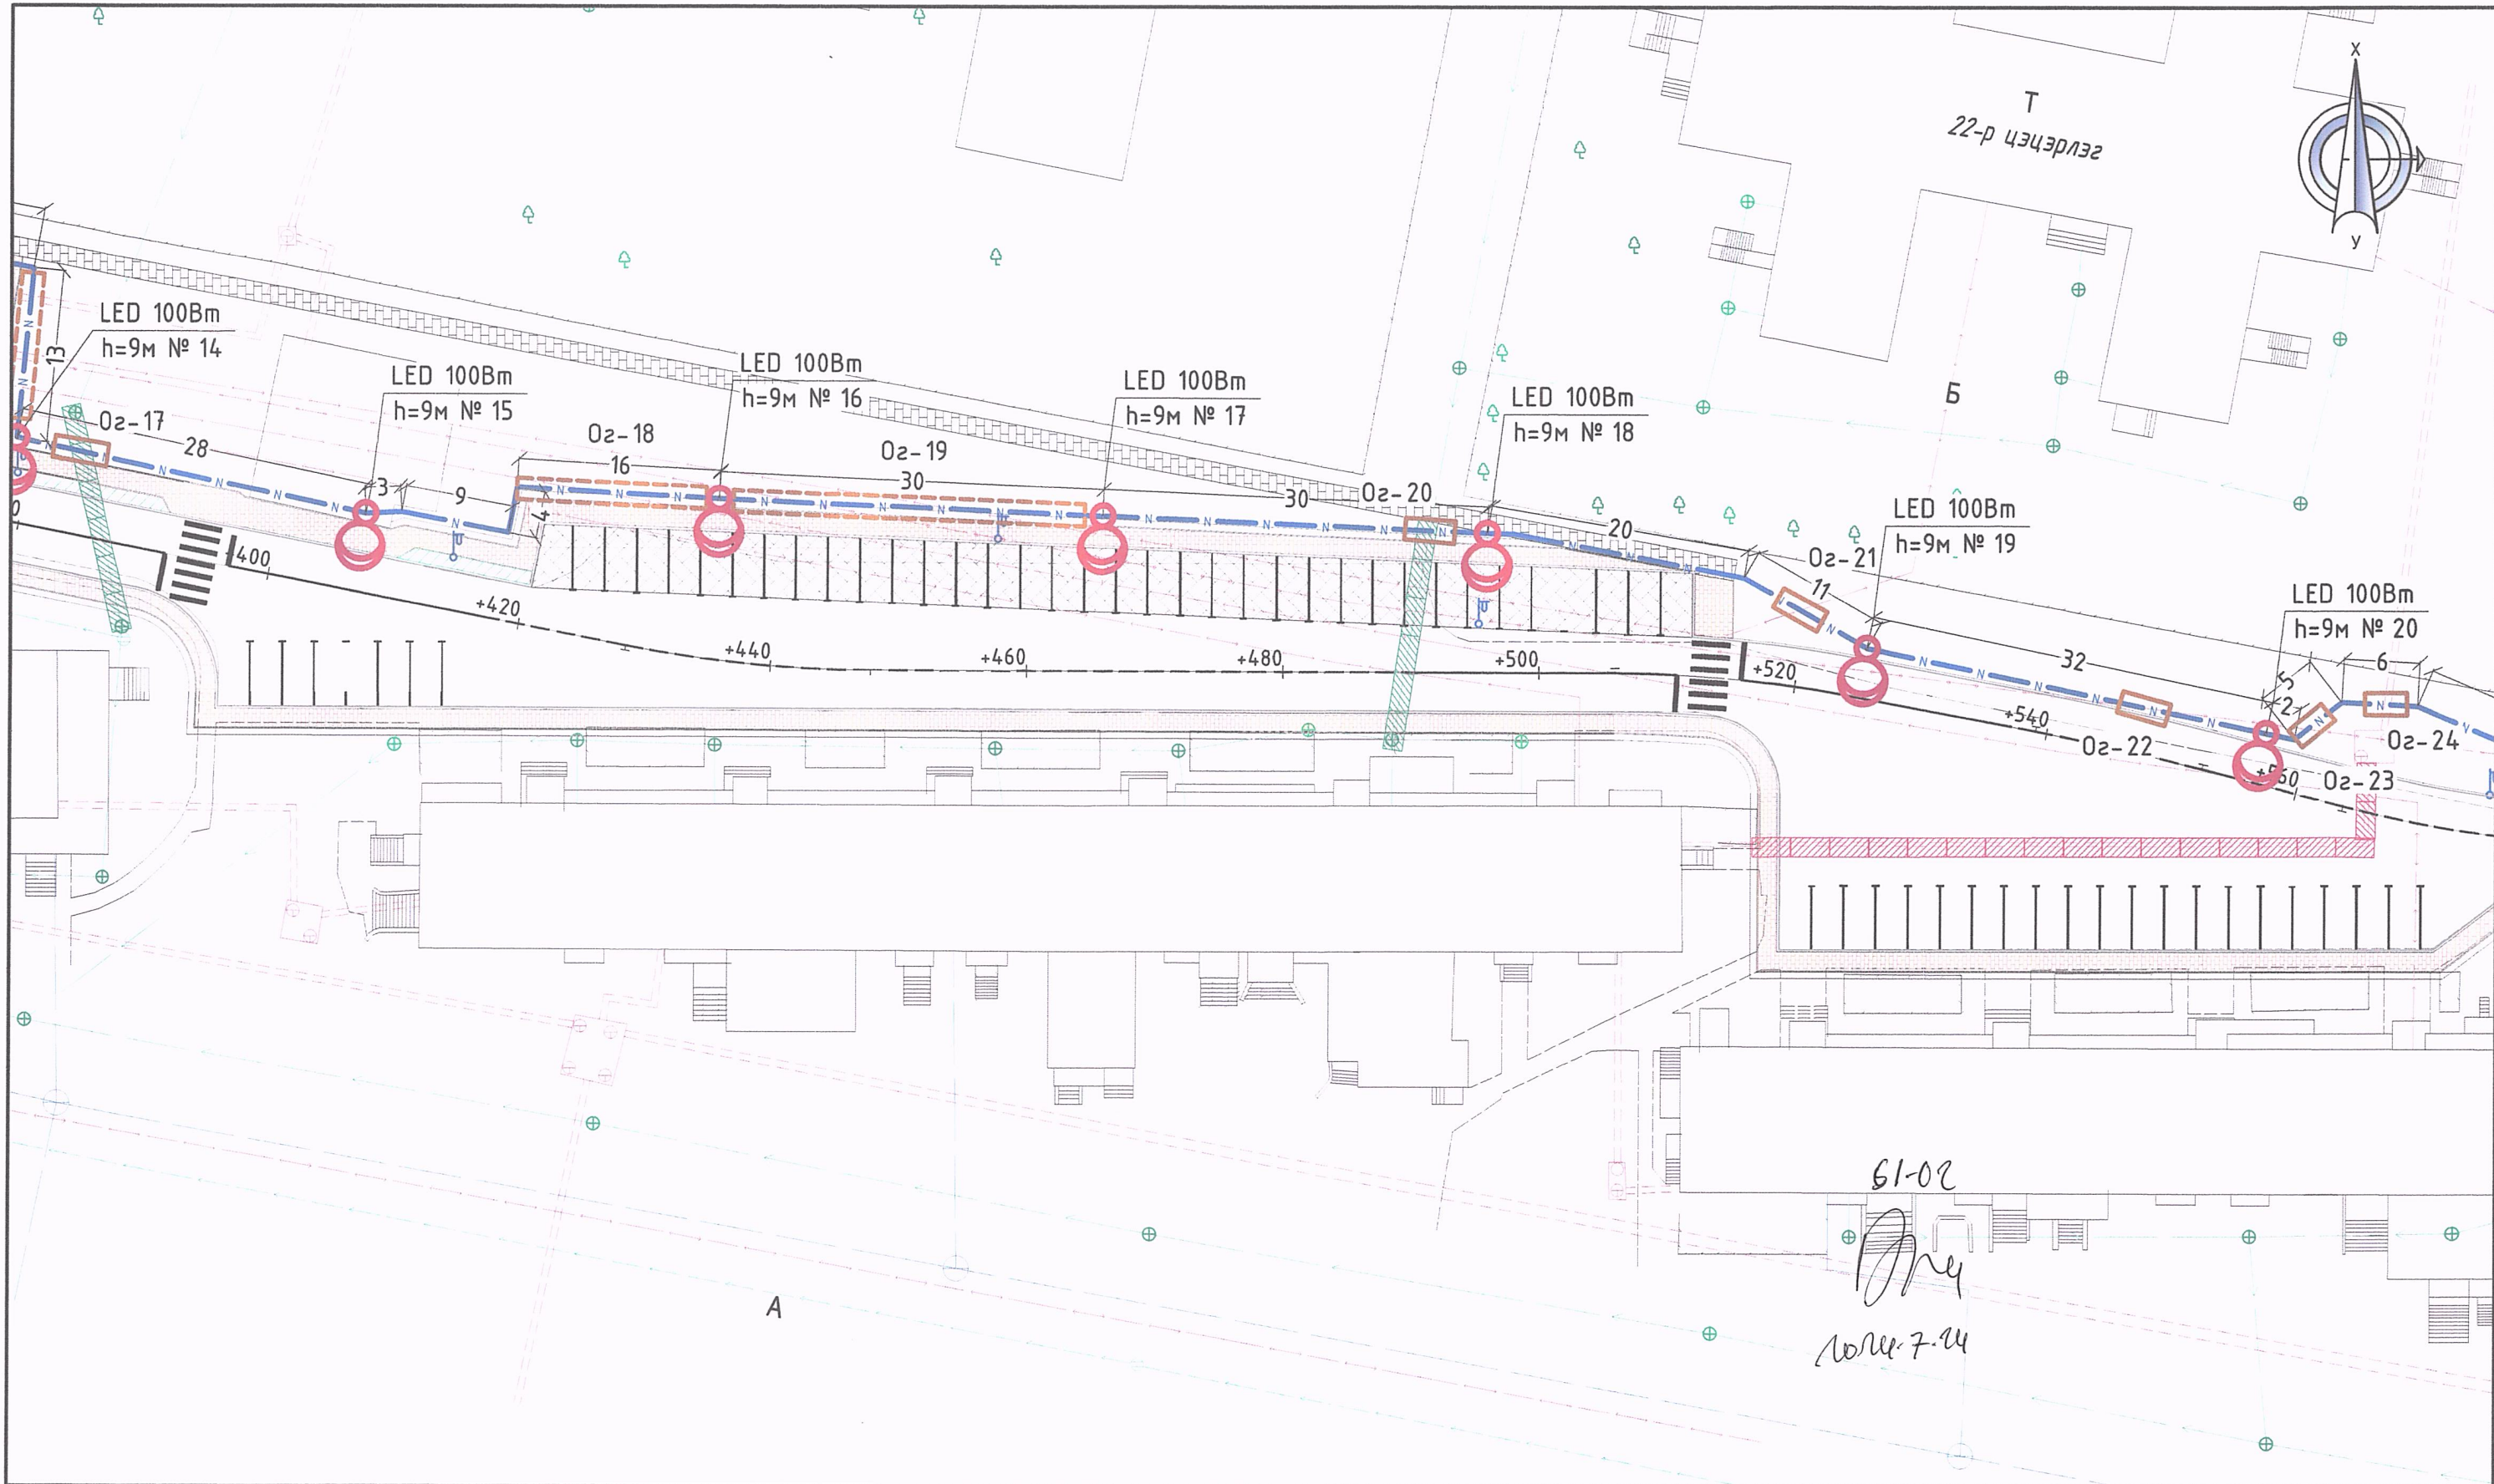 X
y
Т
22-р цэцэрлэг
Б
LED 100Вт
h=9м № 14
13
Ог-17
28
LED 100Вт
h=9м № 15
3
9
Ог-18
16
4
LED 100Вт
h=9м № 16
Ог-19
30
LED 100Вт
h=9м № 17
30
Ог-20
LED 100Вт
h=9м № 18
20
Ог-21
11
LED 100Вт
h=9м № 19
32
LED 100Вт
h=9м № 20
5
2
6
Ог-22
Ог-23
Ог-24
0
400
+420
+440
+460
+480
+500
+520
+540
+560
А